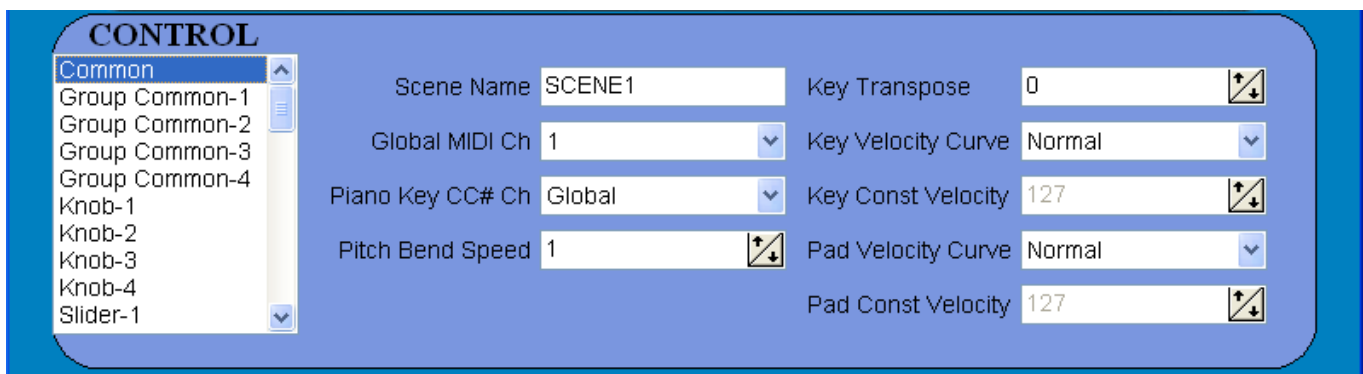 CONTROL
Common
Group Common-1
Group Common-2
Group Common-3
Group Common-4
Knob-1
Knob-2
Knob-3
Knob-4
Slider-1
Scene Name SCENE1
Global MIDI Ch 1
Piano Key CC# Ch Global
Pitch Bend Speed 1
Key Transpose 0
Key Velocity Curve Normal
Key Const Velocity 127
Pad Velocity Curve Normal
Pad Const Velocity 127